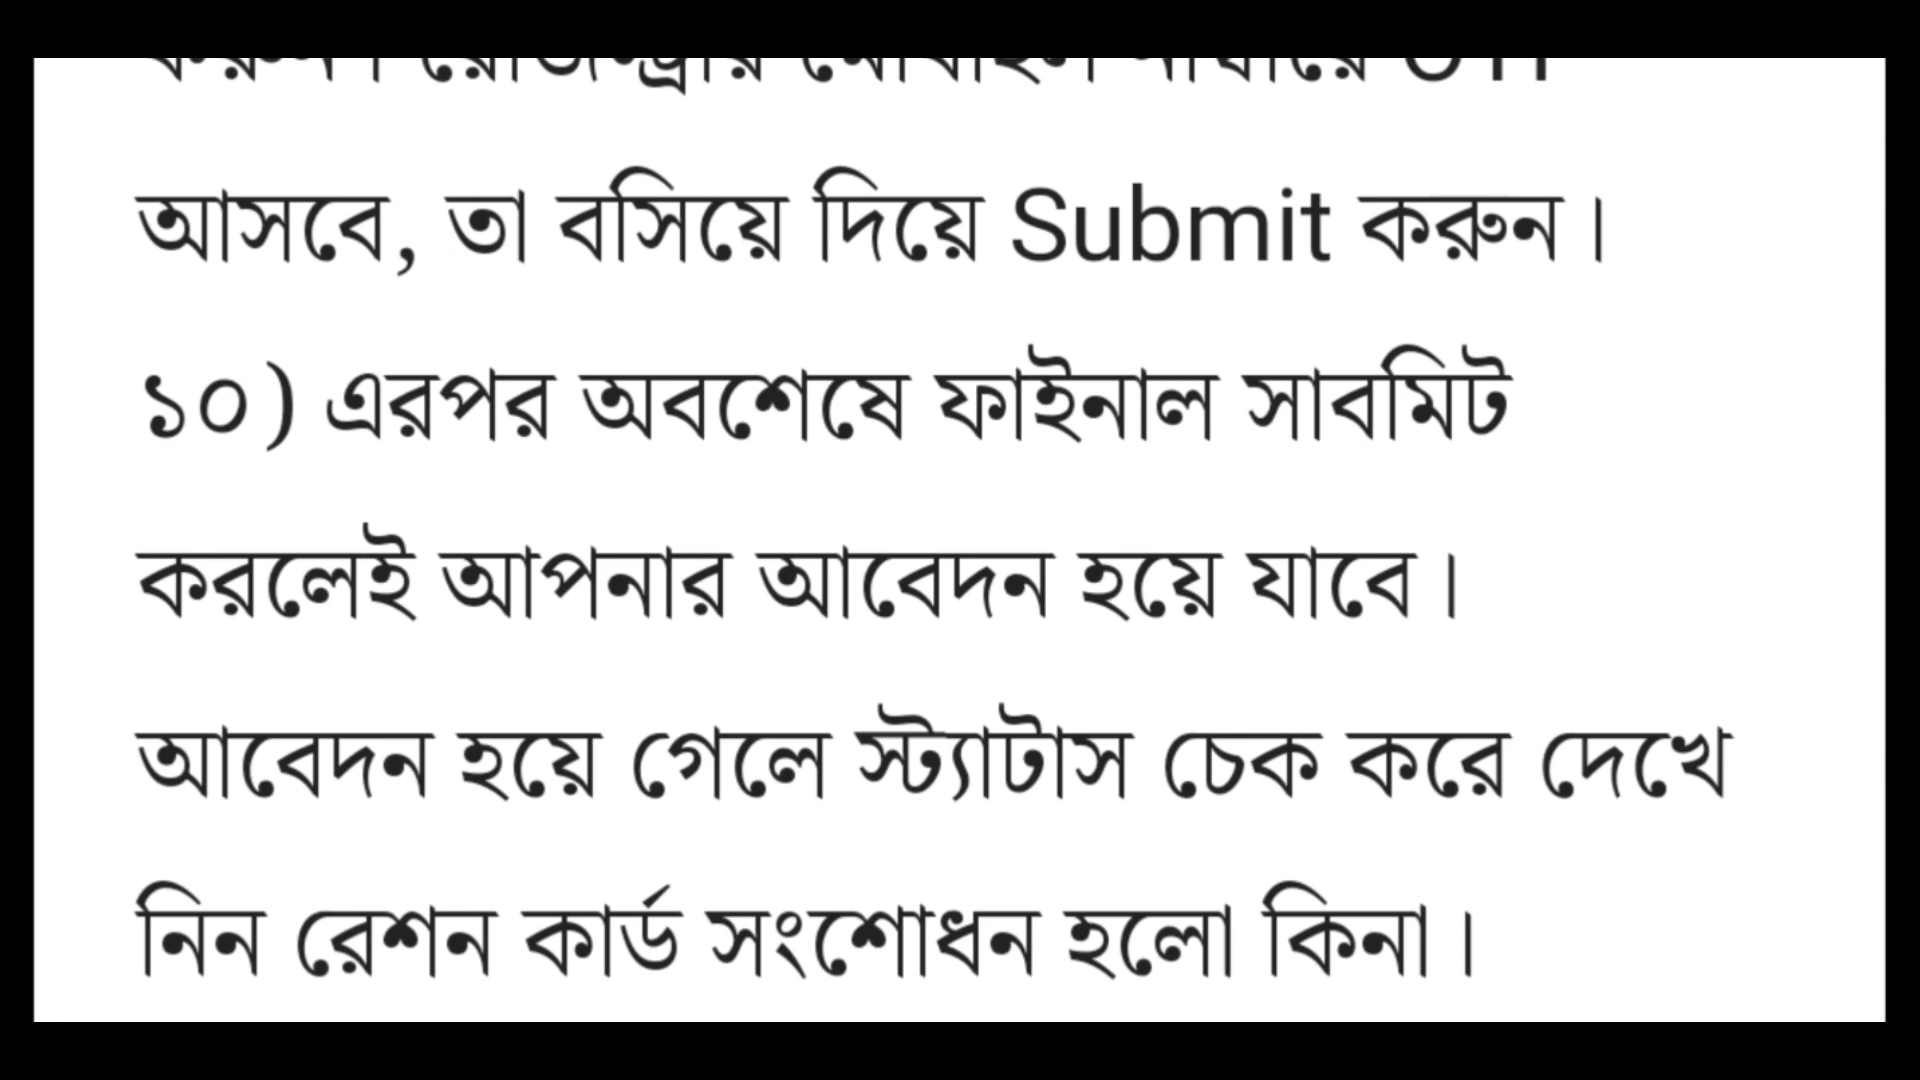 আসবে, তা বসিয়ে দিয়ে Submit করুন।
১০) এরপর অবশেষে ফাইনাল সাবমিট
করলেই আপনার আবেদন হয়ে যাবে।
আবেদন হয়ে গেলে স্ট্যাটাস চেক করে দেখে
নিন রেশন কার্ড সংশোধন হলো কিনা।